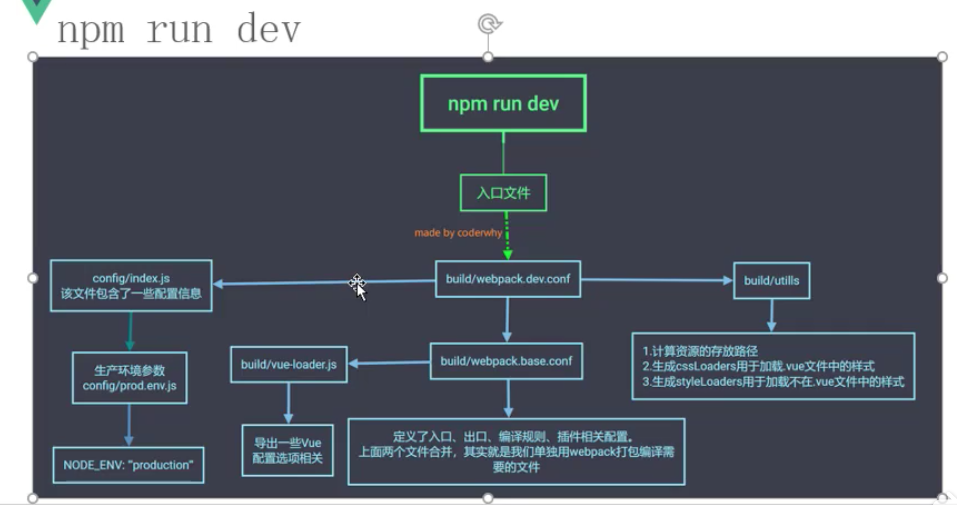 npm run dev
npm run dev
入口文件
made by coderwhy
config/index.js
该文件包含了一些配置信息
build/webpack.dev.conf
build/utills
生产环境参数
config/prod.env.js
build/vue-loader.js
build/webpack.base.conf
1.计算资源的存放路径
2.生成cssLoaders用于加载.vue文件中的样式
3.生成styleLoaders用于加载不在.vue文件中的样式
NODE_ENV: "production"
导出一些Vue
配置选项相关
定义了入口、出口、编译规则、插件相关配置。
上面两个文件合并，其实就是我们单独用webpack打包编译需
要的文件